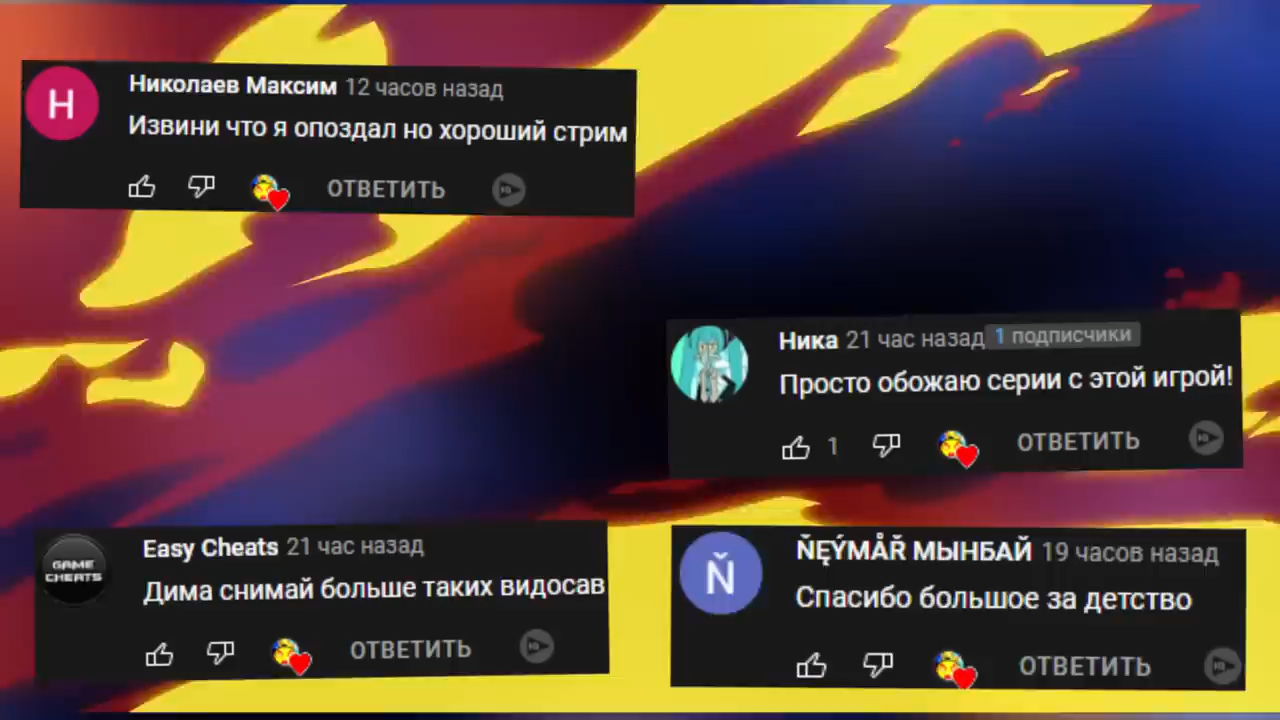 Николаев Максим 12 часов назад
Извини что я опоздал но хороший стрим
ОТВЕТИТЬ
Ника 21 час назад 1 подписчики
Просто обожаю серии с этой игрой!
1 ОТВЕТИТЬ
GAME
CHEATS
Easy Cheats 21 час назад
Дима снимай больше таких видосав
ОТВЕТИТЬ
ŇĘÝMÅŘ МЫНБАЙ 19 часов назад
Спасибо большое за детство
ОТВЕТИТЬ
Н
Ň